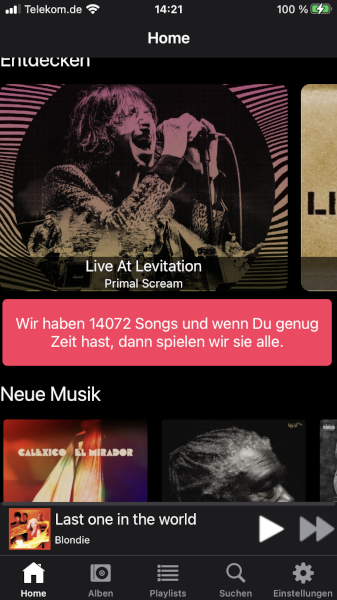 Telekom.de 14:21 100 %
Home
Entdecken
Live At Levitation
Primal Scream
Wir haben 14072 Songs und wenn Du genug
Zeit hast, dann spielen wir sie alle.
Neue Musik
CALEXICO EL MIRADOR
Last one in the world
Blondie
Home Alben Playlists Suchen Einstellungen